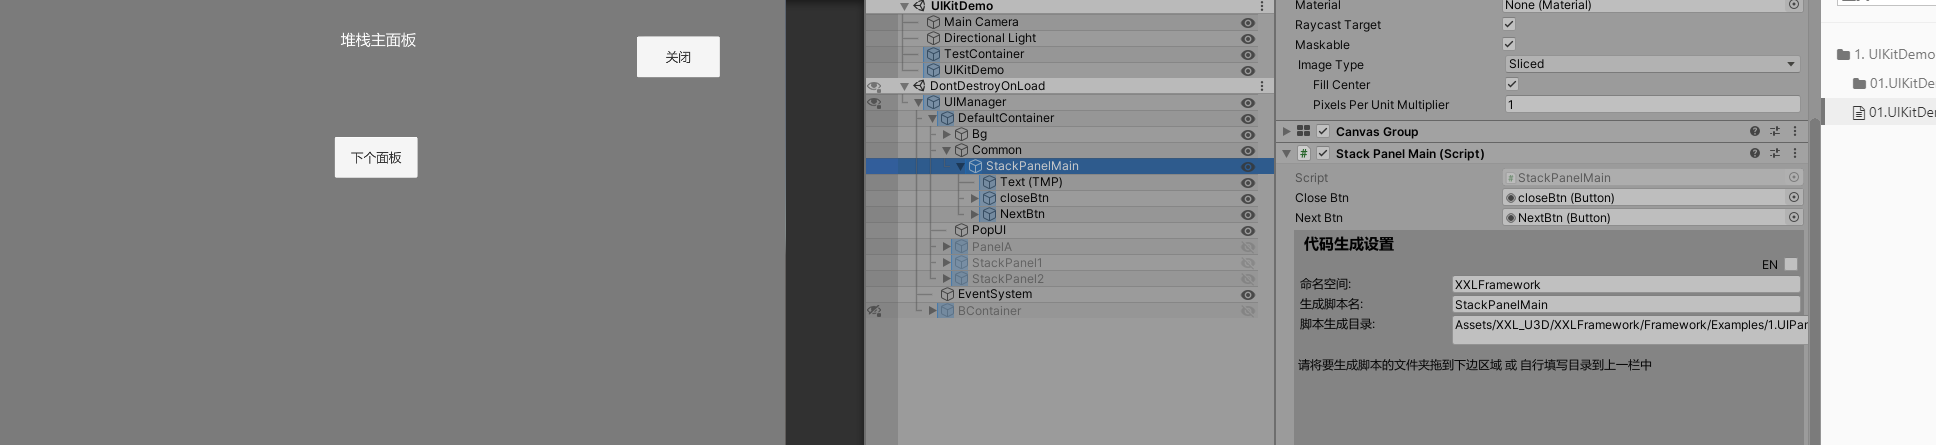 堆栈主面板
关闭
下个面板
UIKitDemo
Main Camera
Directional Light
TestContainer
UIKitDemo
DontDestroyOnLoad
UIManager
DefaultContainer
Bg
Common
StackPanelMain
Text (TMP)
closeBtn
NextBtn
PopUI
PanelA
StackPanel1
StackPanel2
EventSystem
BContainer
Material None (Material)
Raycast Target
Maskable
Image Type Sliced
Fill Center
Pixels Per Unit Multiplier 1
Canvas Group
# Stack Panel Main (Script)
Script # StackPanelMain
Close Btn closeBtn (Button)
Next Btn NextBtn (Button)
代码生成设置
EN
命名空间: XXLFramework
生成脚本名: StackPanelMain
脚本生成目录: Assets/XXL_U3D/XXLFramework/Framework/Examples/1.UIPar
请将要生成脚本的文件夹拖到下边区域 或 自行填写目录到上一栏中
1. UIKitDemo
01.UIKitDe
01.UIKitDer